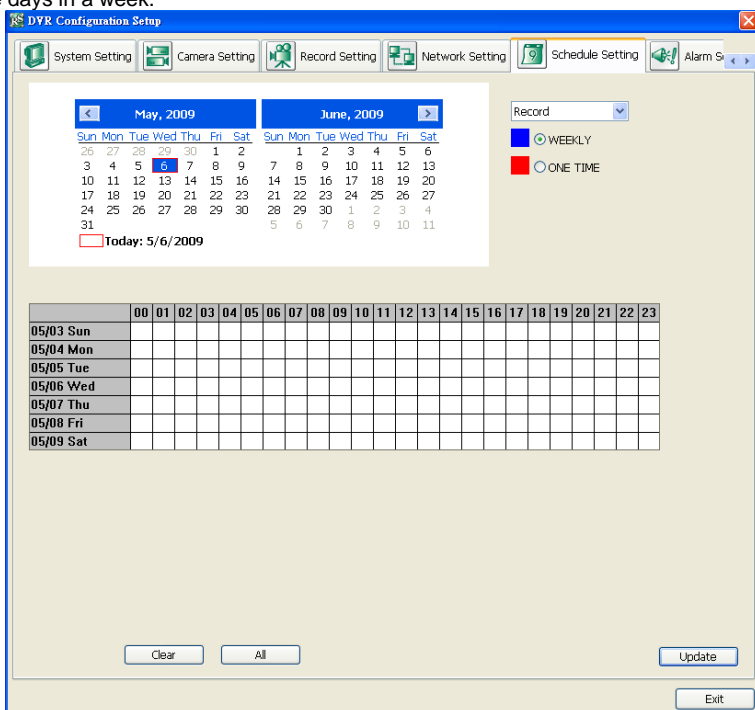 days in a week.
DVR Configuration Setup
System Setting Camera Setting Record Setting Network Setting Schedule Setting Alarm S
May, 2009 June, 2009
Sun Mon Tue Wed Thu Fri Sat Sun Mon Tue Wed Thu Fri Sat
26 27 28 29 30 1 2 1 2 3 4 5 6
3 4 5 6 7 8 9 7 8 9 10 11 12 13
10 11 12 13 14 15 16 14 15 16 17 18 19 20
17 18 19 20 21 22 23 21 22 23 24 25 26 27
24 25 26 27 28 29 30 28 29 30 1 2 3 4
31 5 6 7 8 9 10 11
Today: 5/6/2009
Record
WEEKLY
ONE TIME
00 01 02 03 04 05 06 07 08 09 10 11 12 13 14 15 16 17 18 19 20 21 22 23
05/03 Sun
05/04 Mon
05/05 Tue
05/06 Wed
05/07 Thu
05/08 Fri
05/09 Sat
Clear All Update
Exit